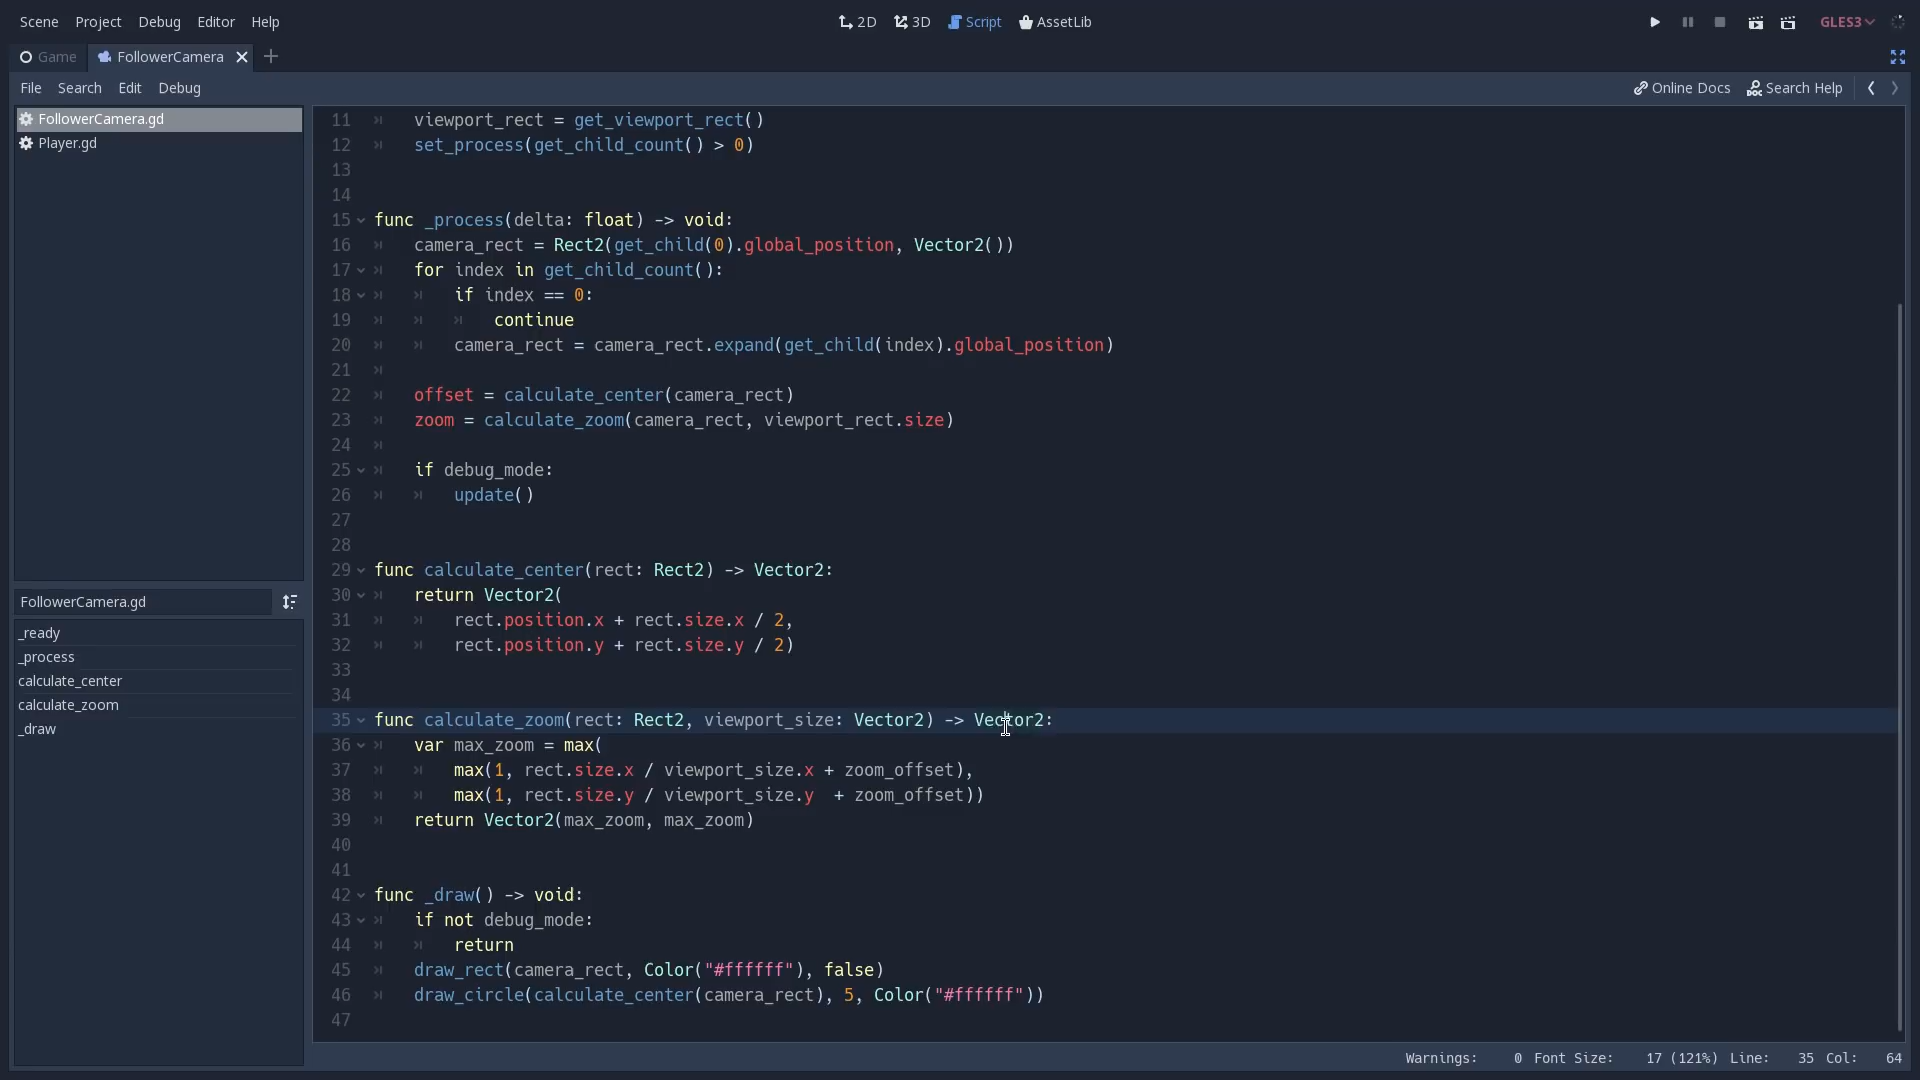 Scene Project Debug Editor Help 2D 3D Script AssetLib GLES3
Game FollowerCamera
File Search Edit Debug Online Docs Search Help
FollowerCamera.gd
Player.gd
FollowerCamera.gd
_ready
_process
calculate_center
calculate_zoom
_draw
11 viewport_rect = get_viewport_rect()
12 set_process(get_child_count() > 0)
13
14
15 func _process(delta: float) -> void:
16 camera_rect = Rect2(get_child(0).global_position, Vector2())
17 for index in get_child_count():
18 if index == 0:
19 continue
20 camera_rect = camera_rect.expand(get_child(index).global_position)
21
22 offset = calculate_center(camera_rect)
23 zoom = calculate_zoom(camera_rect, viewport_rect.size)
24
25 if debug_mode:
26 update()
27
28
29 func calculate_center(rect: Rect2) -> Vector2:
30 return Vector2(
31 rect.position.x + rect.size.x / 2,
32 rect.position.y + rect.size.y / 2)
33
34
35 func calculate_zoom(rect: Rect2, viewport_size: Vector2) -> Vector2:
36 var max_zoom = max(
37 max(1, rect.size.x / viewport_size.x + zoom_offset),
38 max(1, rect.size.y / viewport_size.y  + zoom_offset))
39 return Vector2(max_zoom, max_zoom)
40
41
42 func _draw() -> void:
43 if not debug_mode:
44 return
45 draw_rect(camera_rect, Color("#ffffff"), false)
46 draw_circle(calculate_center(camera_rect), 5, Color("#ffffff"))
47
Warnings: 0 Font Size: 17 (121%) Line: 35 Col: 64